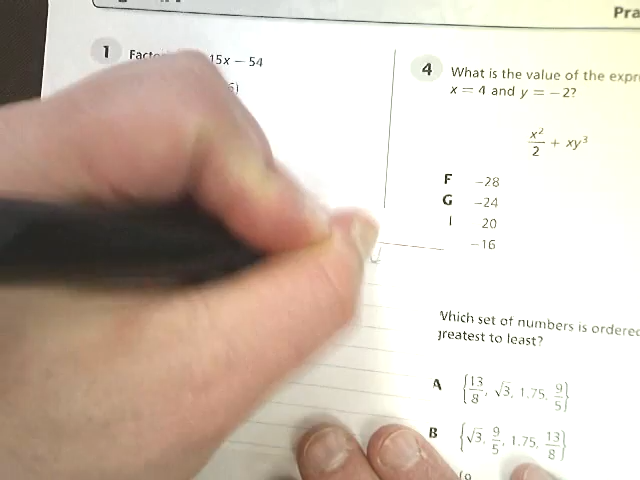 Pra
1 Fact 15x − 54
6)
4 What is the value of the expr
x = 4 and y = −2?
x²/2 + xy³
F −28
G −24
20
−16
Which set of numbers is ordered
greatest to least?
A {13/8, √3, 1.75, 9/5}
B {√3, 9/5, 1.75, 13/8}